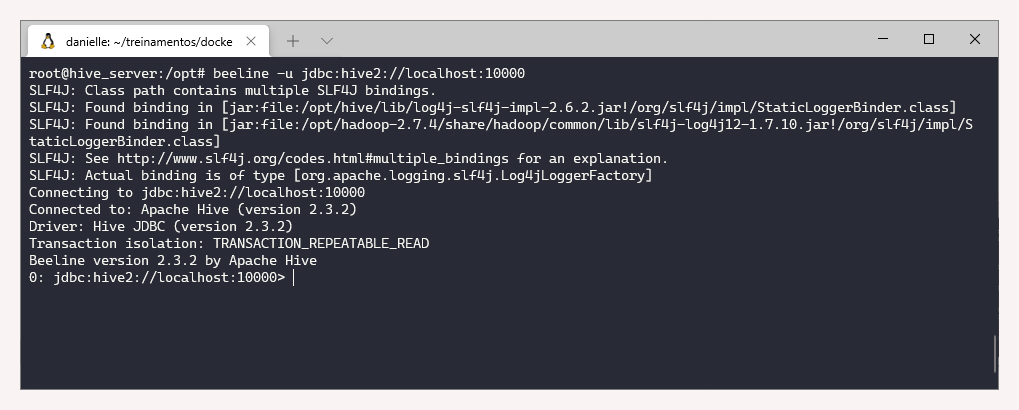 danielle: ~/treinamentos/docke
root@hive_server:/opt# beeline -u jdbc:hive2://localhost:10000
SLF4J: Class path contains multiple SLF4J bindings.
SLF4J: Found binding in [jar:file:/opt/hive/lib/log4j-slf4j-impl-2.6.2.jar!/org/slf4j/impl/StaticLoggerBinder.class]
SLF4J: Found binding in [jar:file:/opt/hadoop-2.7.4/share/hadoop/common/lib/slf4j-log4j12-1.7.10.jar!/org/slf4j/impl/S
taticLoggerBinder.class]
SLF4J: See http://www.slf4j.org/codes.html#multiple_bindings for an explanation.
SLF4J: Actual binding is of type [org.apache.logging.slf4j.Log4jLoggerFactory]
Connecting to jdbc:hive2://localhost:10000
Connected to: Apache Hive (version 2.3.2)
Driver: Hive JDBC (version 2.3.2)
Transaction isolation: TRANSACTION_REPEATABLE_READ
Beeline version 2.3.2 by Apache Hive
0: jdbc:hive2://localhost:10000>